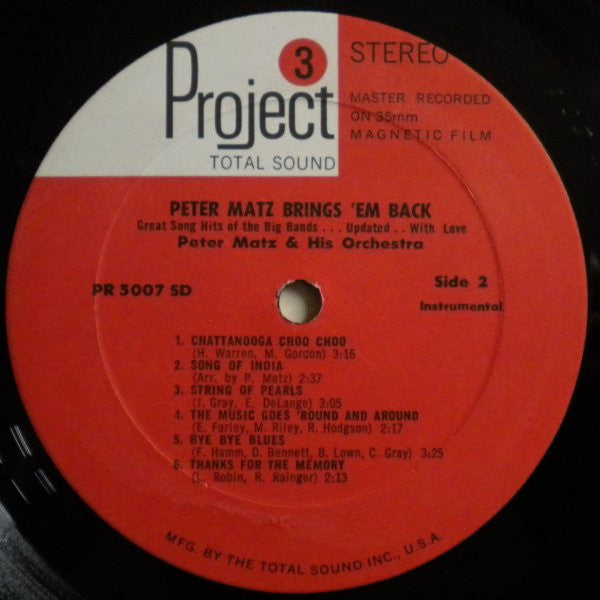 Project 3
TOTAL SOUND
STEREO
MASTER RECORDED
ON 35mm
MAGNETIC FILM
PETER MATZ BRINGS 'EM BACK
Great Song Hits of the Big Bands . . . Updated . . With Love
Peter Matz & His Orchestra
PR 5007 SD
Side 2
Instrumental
1. CHATTANOOGA CHOO CHOO
(H. Warren, M. Gordon) 3:16
2. SONG OF INDIA
(Arr. by P. Matz) 2:37
3. STRING OF PEARLS
(J. Gray, E. DeLange) 3:05
4. THE MUSIC GOES 'ROUND AND AROUND
(E. Farley, M. Riley, R. Hodgson) 2:17
5. BYE BYE BLUES
(F. Hamm, D. Bennett, B. Lown, C. Gray) 3:25
6. THANKS FOR THE MEMORY
(L. Robin, R. Rainger) 2:13
MFG. BY THE TOTAL SOUND INC., U.S.A.